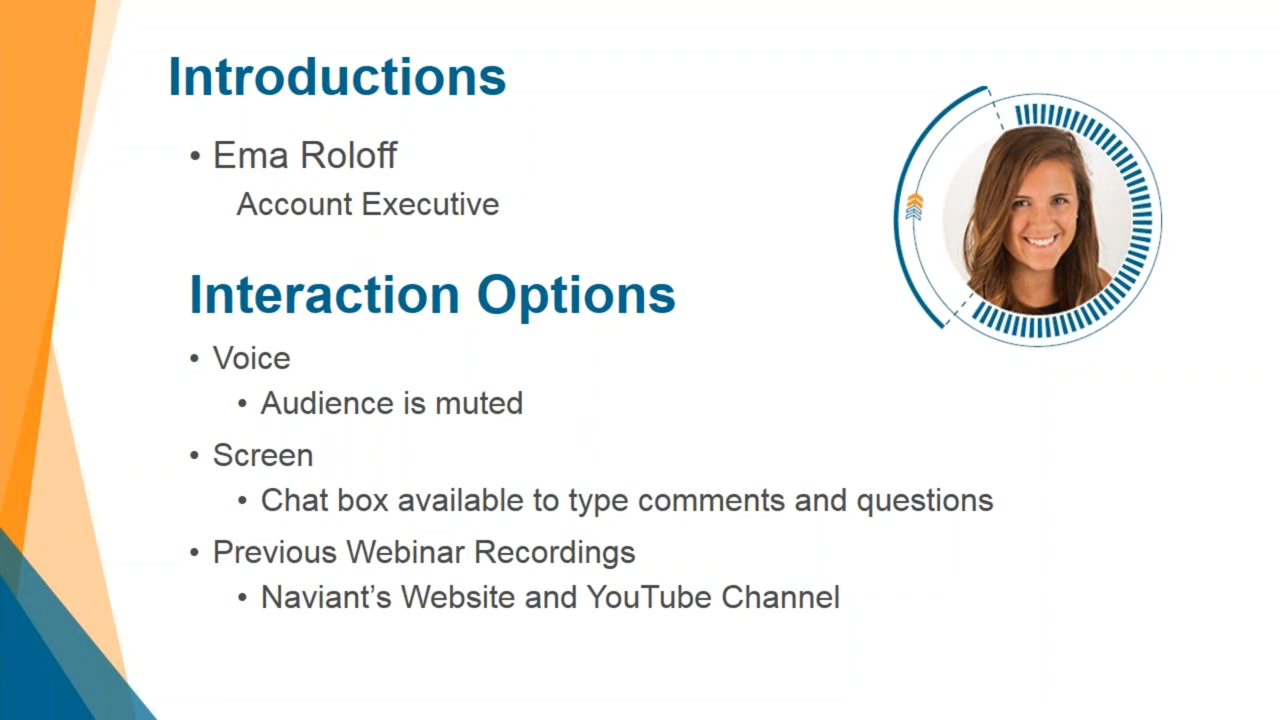 Introductions
• Ema Roloff
Account Executive
Interaction Options
• Voice
• Audience is muted
• Screen
• Chat box available to type comments and questions
• Previous Webinar Recordings
• Naviant’s Website and YouTube Channel